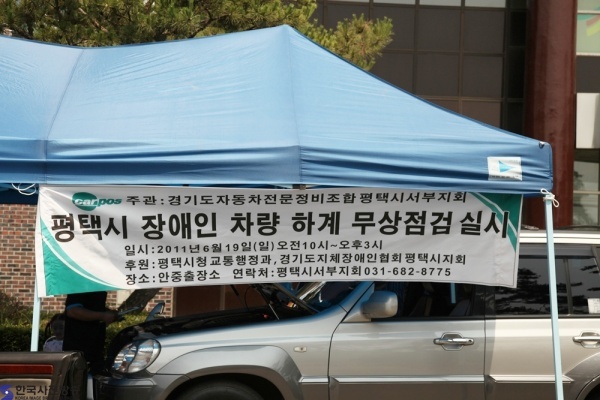 carpos 주관 : 경기도자동차전문정비조합 평택시서부지회
평택시 장애인 차량 하계 무상점검 실시
일시 : 2011년 6월 19일(일) 오전10시~오후3시
후원 : 평택시청 교통행정과, 경기도지체장애인협회평택시지회
장소 : 안중출장소 연락처 : 평택시서부지회031-682-8775